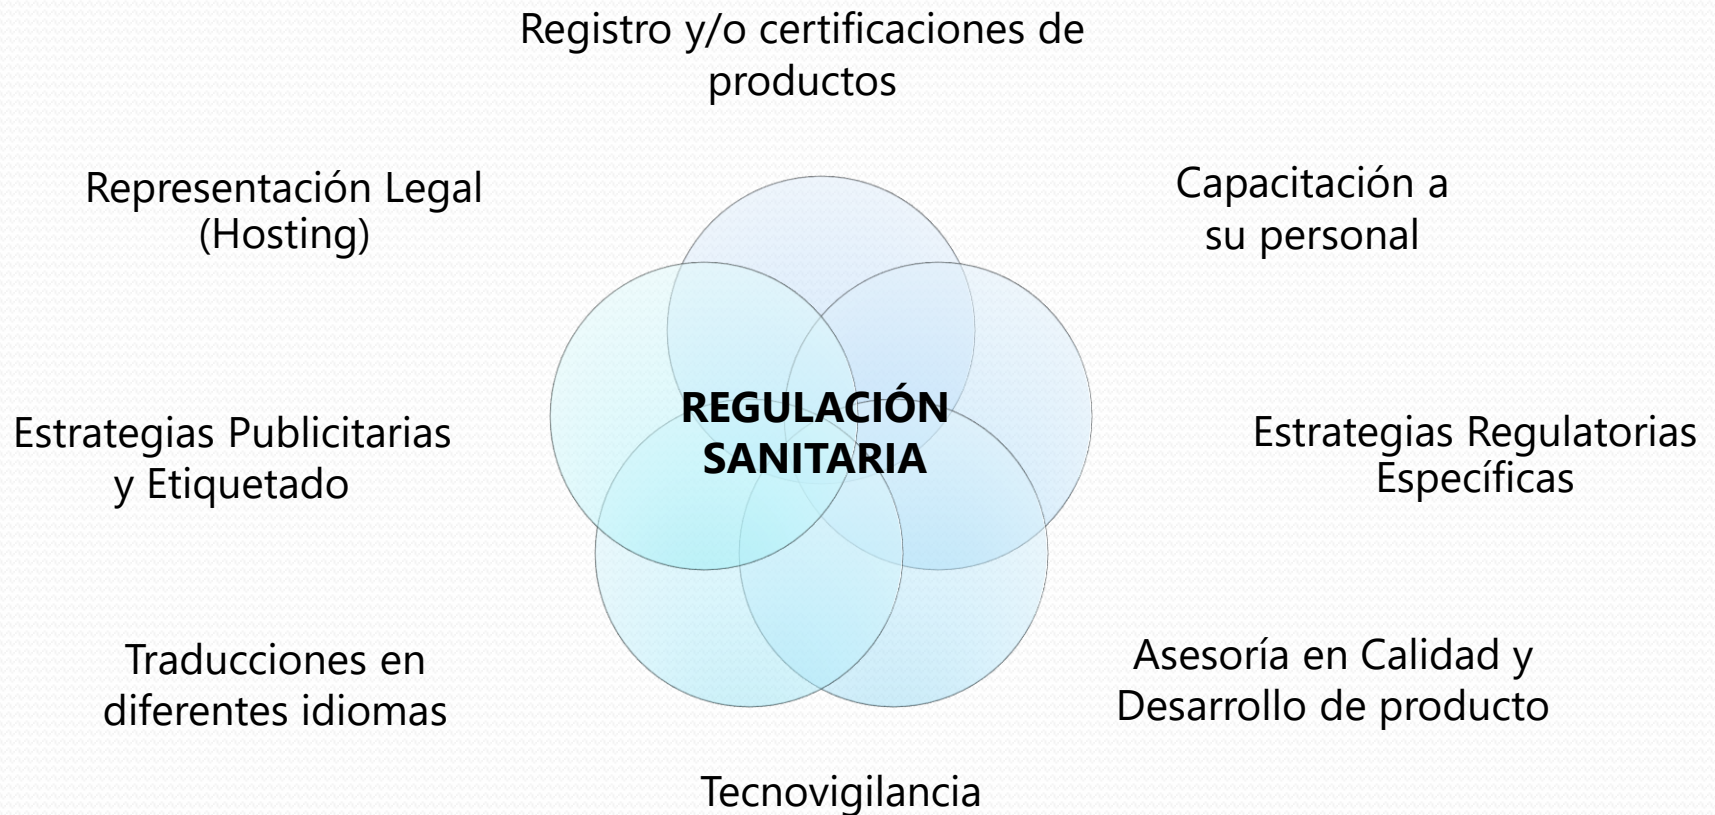 Registro y/o certificaciones de
productos
Representación Legal
(Hosting)
Capacitación a
su personal
REGULACIÓN
SANITARIA
Estrategias Publicitarias
y Etiquetado
Estrategias Regulatorias
Específicas
Traducciones en
diferentes idiomas
Asesoría en Calidad y
Desarrollo de producto
Tecnovigilancia